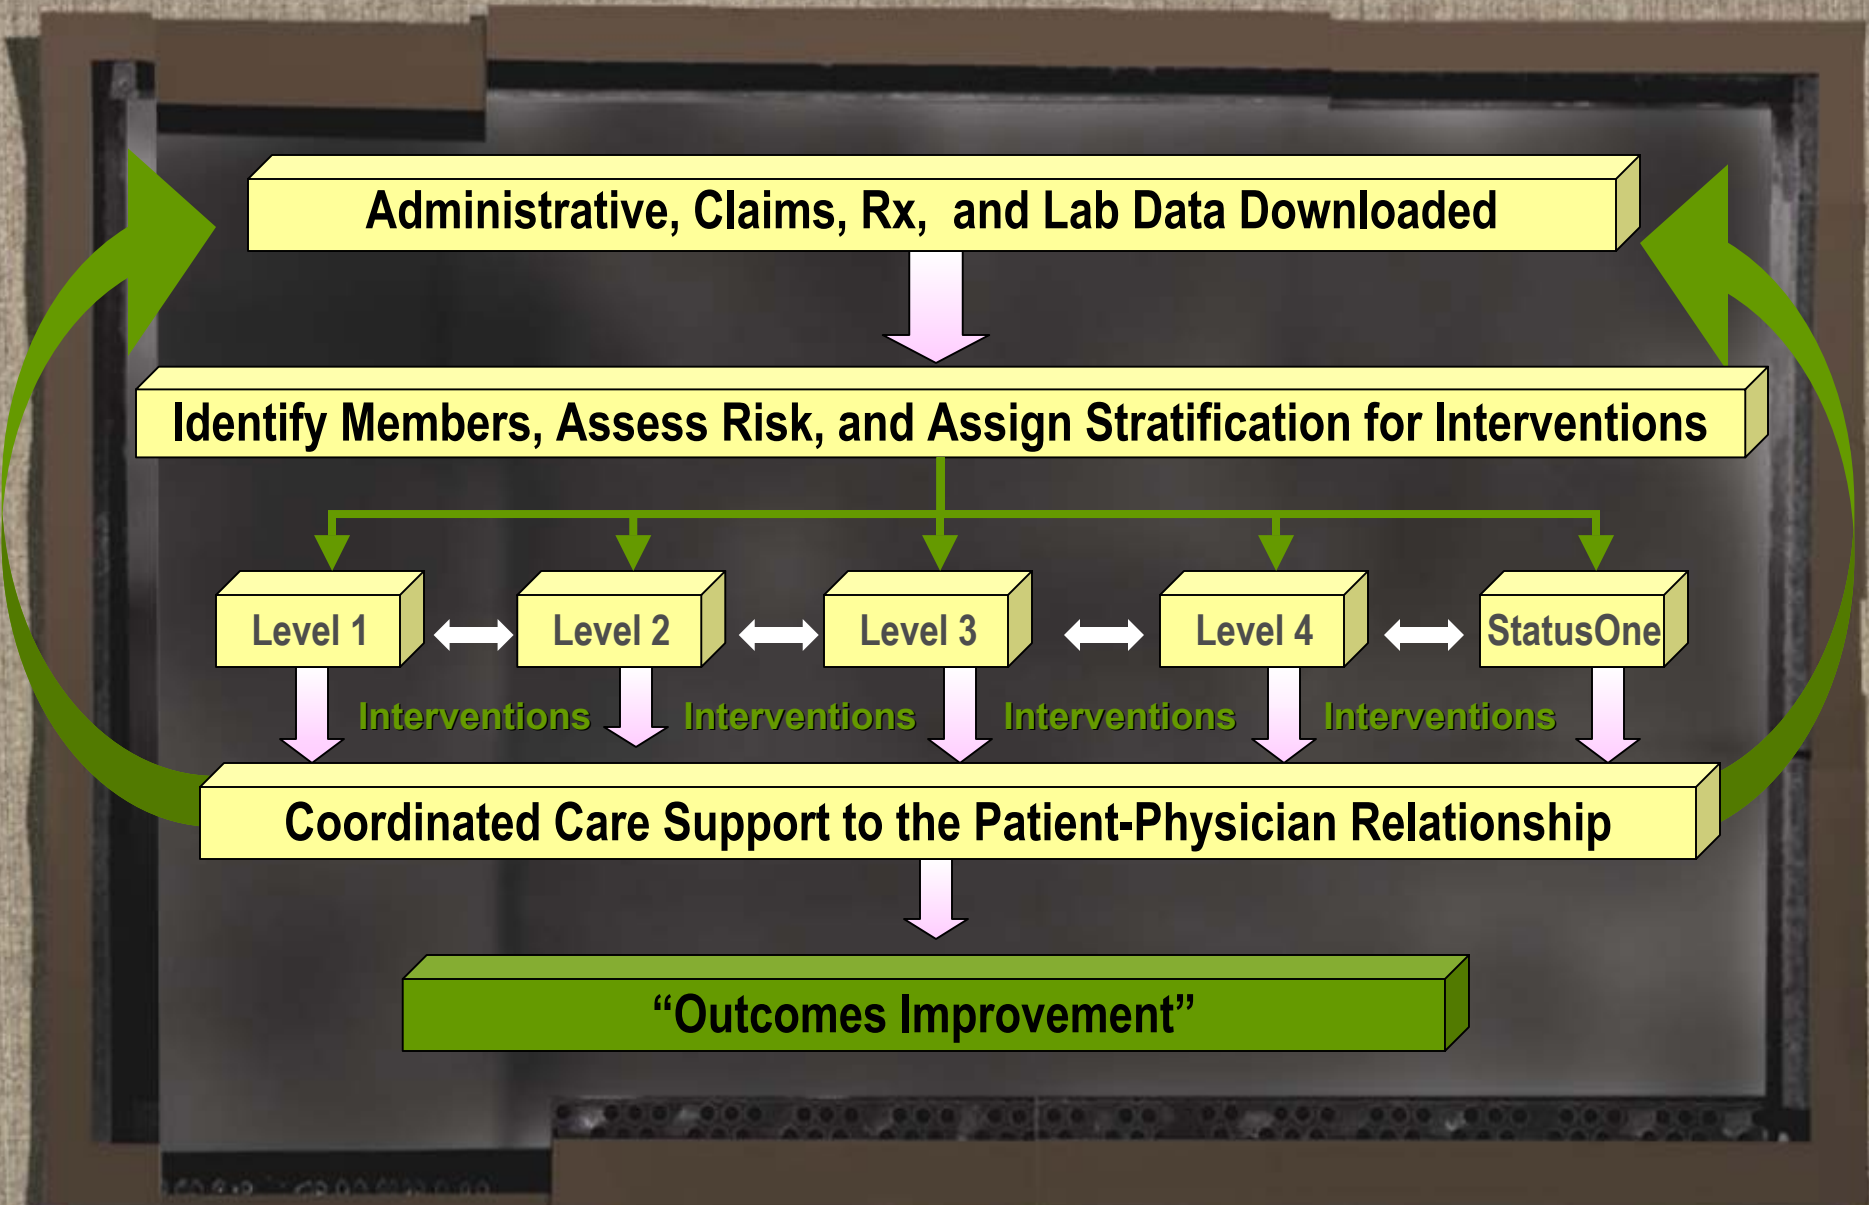 Administrative, Claims, Rx,  and Lab Data Downloaded
Identify Members, Assess Risk, and Assign Stratification for Interventions
Level 1
Level 2
Level 3
Level 4
StatusOne
Interventions
Interventions
Interventions
Interventions
Coordinated Care Support to the Patient-Physician Relationship
“Outcomes Improvement”